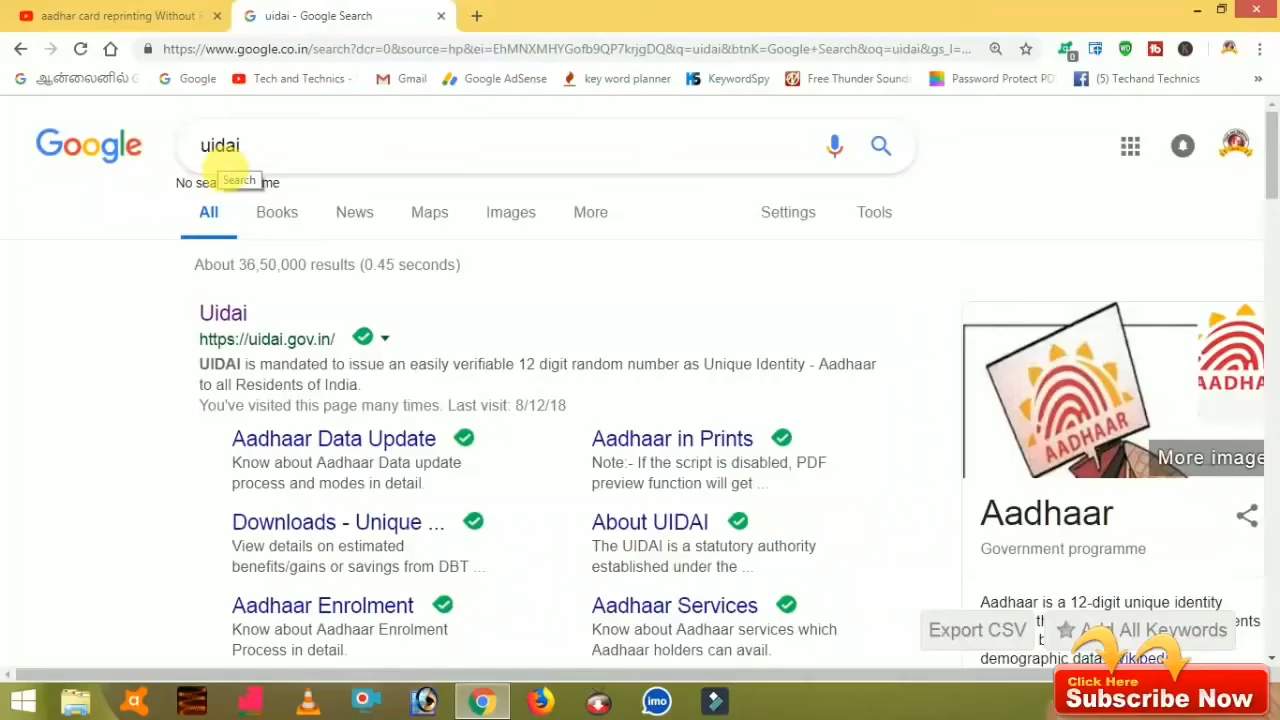 aadhar card reprinting Without
uidai - Google Search
https://www.google.co.in/search?dcr=0&source=hp&ei=EhMNXMHYGofb9QP7krjgDQ&q=uidai&btnK=Google+Search&oq=uidai&gs_l=...
0
ஆன்லைனில் G
Google
Tech and Technics -
Gmail
Google AdSense
key word planner
KeywordSpy
Free Thunder Sound
Password Protect PD
(5) Techand Technics
»
Google
uidai
No sea
Search
me
All
Books
News
Maps
Images
More
Settings
Tools
About 36,50,000 results (0.45 seconds)
Uidai
https://uidai.gov.in/
UIDAI is mandated to issue an easily verifiable 12 digit random number as Unique Identity - Aadhaar
to all Residents of India.
You've visited this page many times. Last visit: 8/12/18
Aadhaar Data Update
Know about Aadhaar Data update
process and modes in detail.
Aadhaar in Prints
Note:- If the script is disabled, PDF
preview function will get ...
Downloads - Unique ...
View details on estimated
benefits/gains or savings from DBT ...
About UIDAI
The UIDAI is a statutory authority
established under the ...
Aadhaar Enrolment
Know about Aadhaar Enrolment
Process in detail.
Aadhaar Services
Know about Aadhaar services which
Aadhaar holders can avail.
AADHAAR
AADHA
More image
Aadhaar
Government programme
Aadhaar is a 12-digit unique identity
ents
demographic data
Export CSV
Add All Keywords
Click Here
Subscribe Now
imo